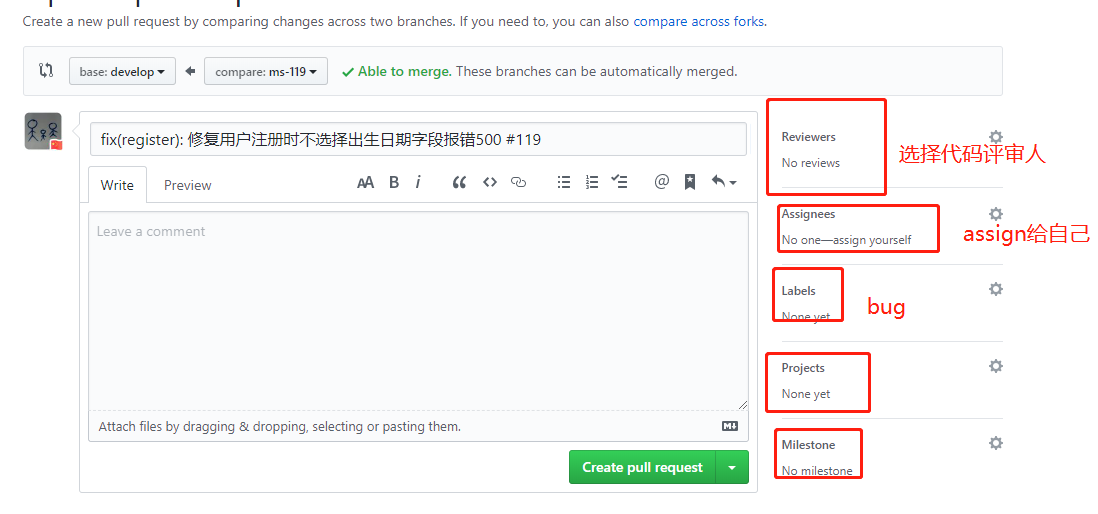 Create a new pull request by comparing changes across two branches. If you need to, you can also compare across forks.
base: develop
compare: ms-119
Able to merge. These branches can be automatically merged.
fix(register): 修复用户注册时不选择出生日期字段报错500 #119
Write
Preview
AA B i
Leave a comment
Attach files by dragging & dropping, selecting or pasting them.
Create pull request
Reviewers
No reviews
选择代码评审人
Assignees
No one—assign yourself
assign给自己
Labels
None yet
bug
Projects
None yet
Milestone
No milestone